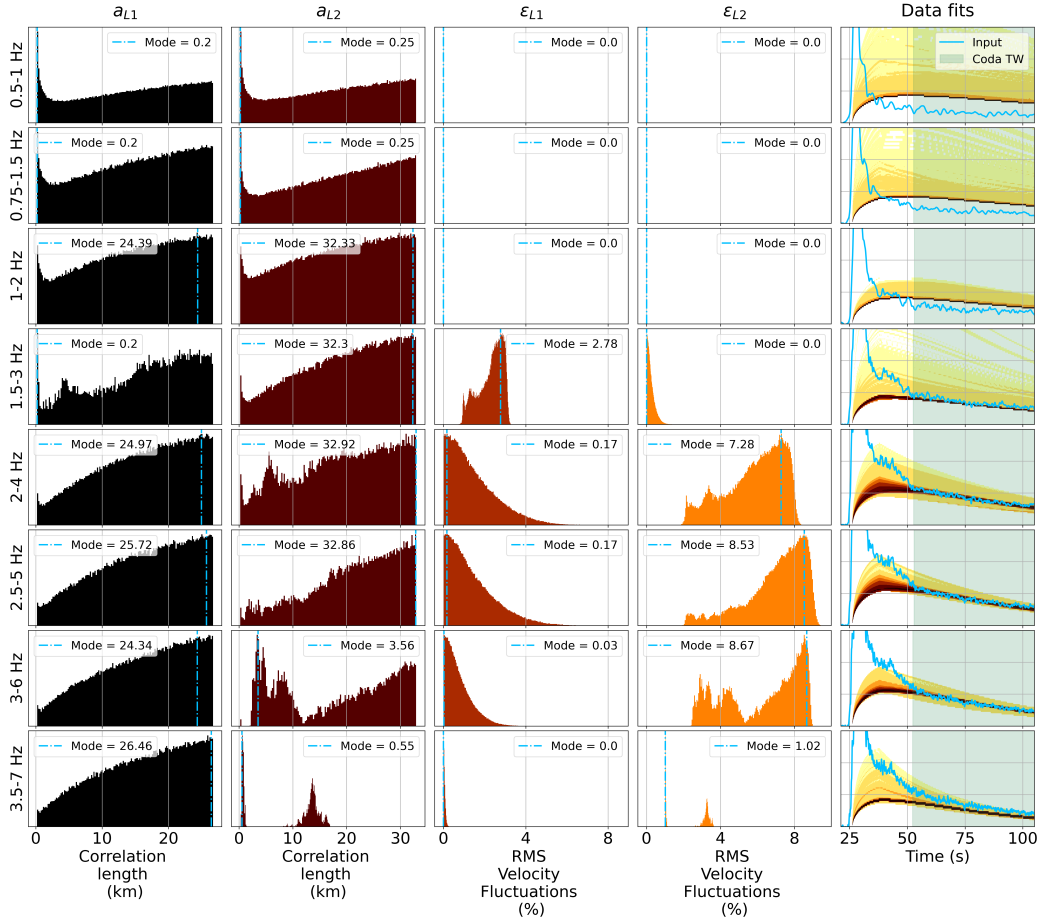 a_L1 a_L2 ε_L1 ε_L2 Data fits
0.5-1 Hz
Mode = 0.2
Mode = 0.25
Mode = 0.0
Mode = 0.0
Input
Coda TW
0.75-1.5 Hz
Mode = 0.2
Mode = 0.25
Mode = 0.0
Mode = 0.0
1-2 Hz
Mode = 24.39
Mode = 32.33
Mode = 0.0
Mode = 0.0
1.5-3 Hz
Mode = 0.2
Mode = 32.3
Mode = 2.78
Mode = 0.0
2-4 Hz
Mode = 24.97
Mode = 32.92
Mode = 0.17
Mode = 7.28
2.5-5 Hz
Mode = 25.72
Mode = 32.86
Mode = 0.17
Mode = 8.53
3-6 Hz
Mode = 24.34
Mode = 3.56
Mode = 0.03
Mode = 8.67
3.5-7 Hz
Mode = 26.46
Mode = 0.55
Mode = 0.0
Mode = 1.02
0 10 20
0 10 20 30
0 4 8
0 4 8
25 50 75 100
Correlation
length
(km)
Correlation
length
(km)
RMS
Velocity
Fluctuations
(%)
RMS
Velocity
Fluctuations
(%)
Time (s)